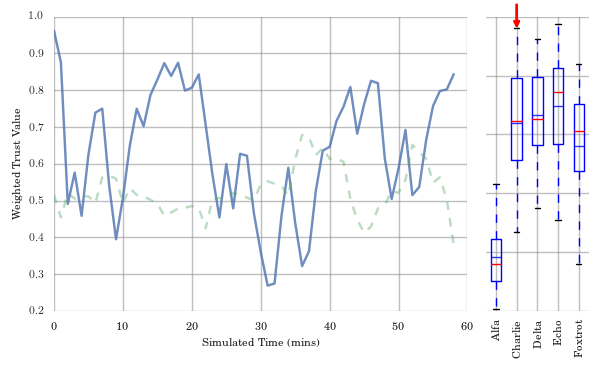 1.0
0.9
0.8
0.7
0.6
0.5
0.4
0.3
0.2
Weighted Trust Value
0 10 20 30 40 50 60
Simulated Time (mins)
Alfa
Charlie
Delta
Echo
Foxtrot